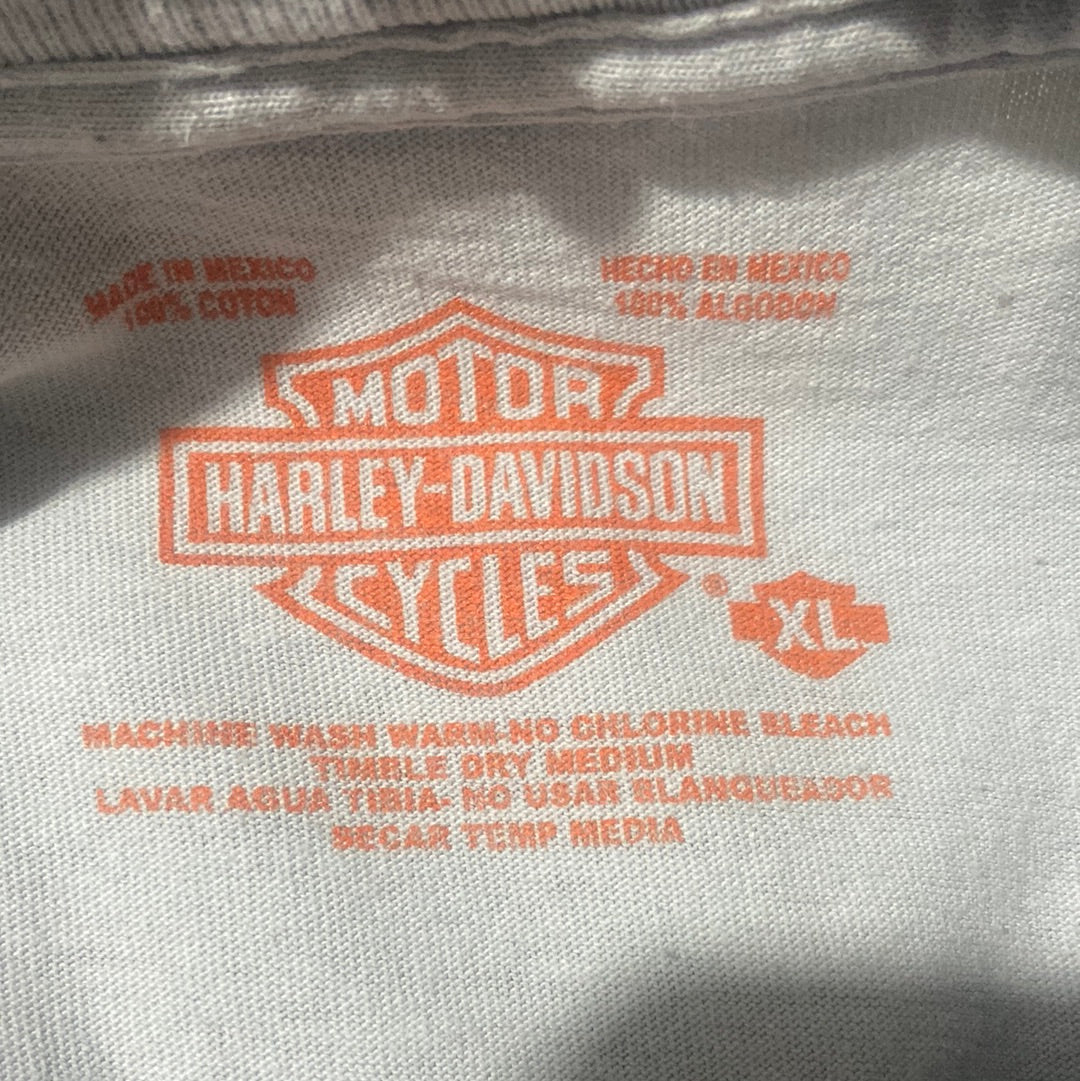 MADE IN MEXICO
100% COTON
HECHO EN MEXICO
100% ALGODON
MOTOR
HARLEY-DAVIDSON
CYCLES
®
XL
MACHINE WASH WARM-NO CHLORINE BLEACH
TUMBLE DRY MEDIUM
LAVAR AGUA TIBIA- NO USAR BLANQUEADOR
SECAR TEMP MEDIA